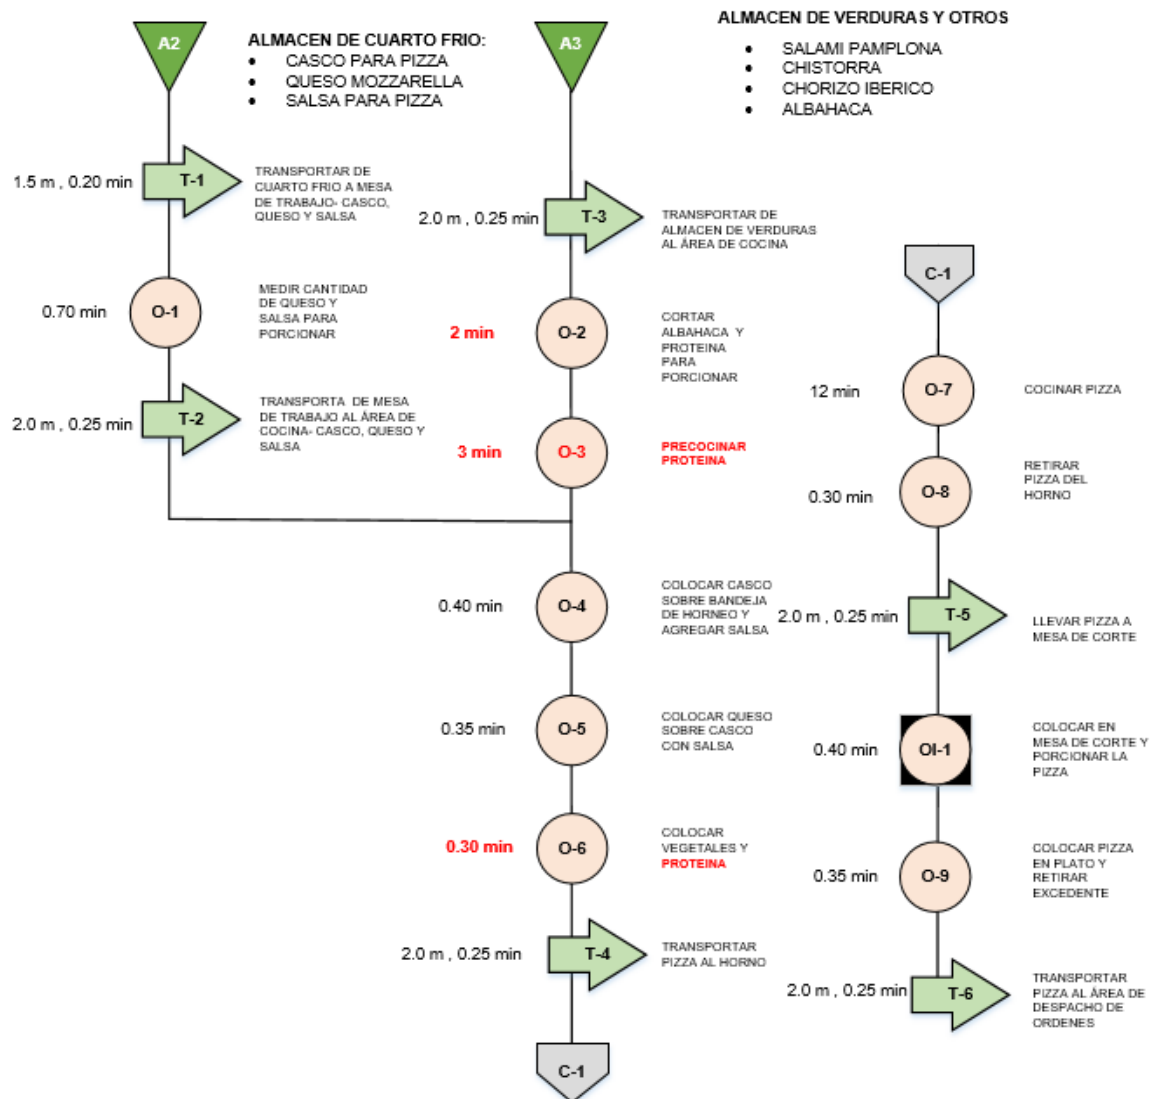 A2
ALMACEN DE CUARTO FRIO:
• CASCO PARA PIZZA
• QUESO MOZZARELLA
• SALSA PARA PIZZA
1.5 m , 0.20 min
T-1
TRANSPORTAR DE
CUARTO FRIO A MESA
DE TRABAJO- CASCO,
QUESO Y SALSA
0.70 min
O-1
MEDIR CANTIDAD
DE QUESO Y
SALSA PARA
PORCIONAR
2.0 m , 0.25 min
T-2
TRANSPORTA DE MESA
DE TRABAJO AL ÁREA DE
COCINA- CASCO, QUESO Y
SALSA
A3
ALMACEN DE VERDURAS Y OTROS
• SALAMI PAMPLONA
• CHISTORRA
• CHORIZO IBERICO
• ALBAHACA
2.0 m , 0.25 min
T-3
TRANSPORTAR DE
ALMACEN DE VERDURAS
AL ÁREA DE COCINA
2 min
O-2
CORTAR
ALBAHACA Y
PROTEINA
PARA
PORCIONAR
3 min
O-3
PRECOCINAR
PROTEINA
0.40 min
O-4
COLOCAR CASCO
SOBRE BANDEJA
DE HORNEO Y
AGREGAR SALSA
0.35 min
O-5
COLOCAR QUESO
SOBRE CASCO
CON SALSA
0.30 min
O-6
COLOCAR
VEGETALES Y
PROTEINA
2.0 m , 0.25 min
T-4
TRANSPORTAR
PIZZA AL HORNO
C-1
C-1
12 min
O-7
COCINAR PIZZA
0.30 min
O-8
RETIRAR
PIZZA DEL
HORNO
2.0 m , 0.25 min
T-5
LLEVAR PIZZA A
MESA DE CORTE
0.40 min
OI-1
COLOCAR EN
MESA DE CORTE Y
PORCIONAR LA
PIZZA
0.35 min
O-9
COLOCAR PIZZA
EN PLATO Y
RETIRAR
EXCEDENTE
2.0 m , 0.25 min
T-6
TRANSPORTAR
PIZZA AL ÁREA DE
DESPACHO DE
ORDENES